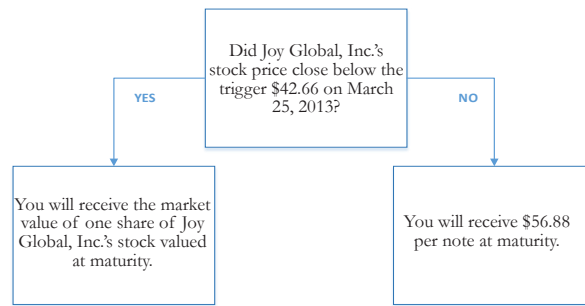 Did Joy Global, Inc.'s
stock price close below the
trigger $42.66 on March
25, 2013?
YES
NO
You will receive the market
value of one share of Joy
Global, Inc.'s stock valued
at maturity.
You will receive $56.88
per note at maturity.